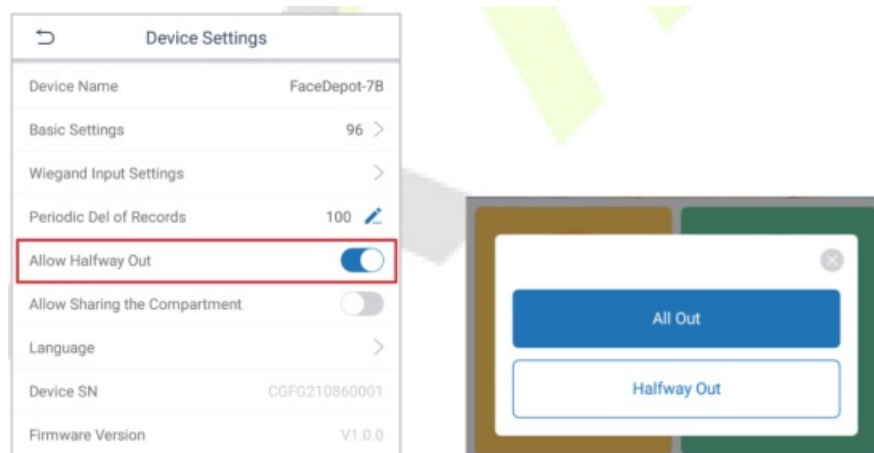 Device Settings
Device Name FaceDepot-7B
Basic Settings 96
Wiegand Input Settings
Periodic Del of Records 100
Allow Halfway Out
Allow Sharing the Compartment
Language
Device SN CGFG210860001
Firmware Version V1.0.0
All Out
Halfway Out